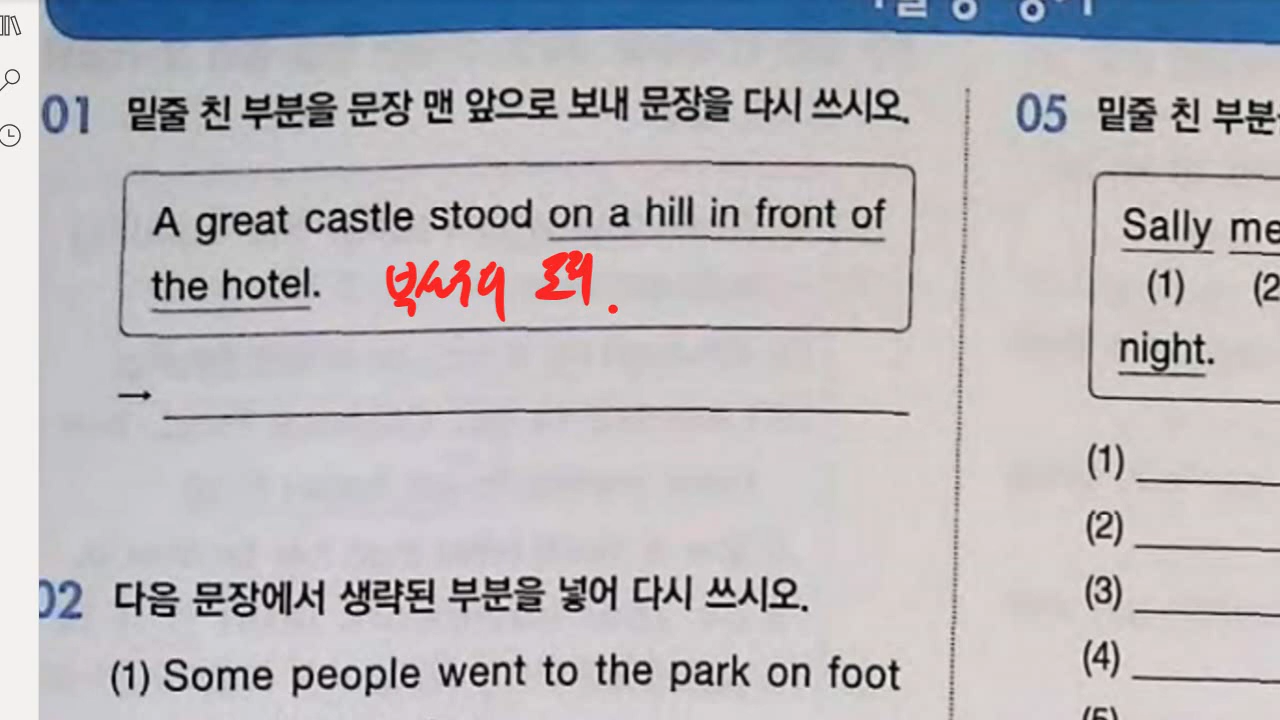 01 밑줄 친 부분을 문장 맨 앞으로 보내 문장을 다시 쓰시오.
A great castle stood on a hill in front of
the hotel.
→
02 다음 문장에서 생략된 부분을 넣어 다시 쓰시오.
(1) Some people went to the park on foot
05 밑줄 친 부분
Sally me
(1) (2
night.
(1)
(2)
(3)
(4)